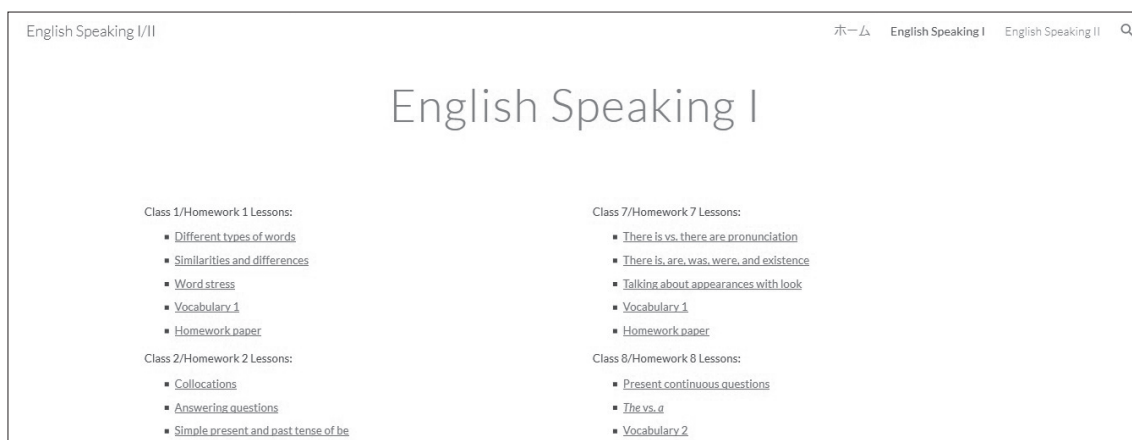 English Speaking I/II
ホーム English Speaking I English Speaking II
English Speaking I
Class 1/Homework 1 Lessons:
Different types of words
Similarities and differences
Word stress
Vocabulary 1
Homework paper
Class 2/Homework 2 Lessons:
Collocations
Answering questions
Simple present and past tense of be
Class 7/Homework 7 Lessons:
There is vs. there are pronunciation
There is, are, was, were, and existence
Talking about appearances with look
Vocabulary 1
Homework paper
Class 8/Homework 8 Lessons:
Present continuous questions
The vs. a
Vocabulary 2